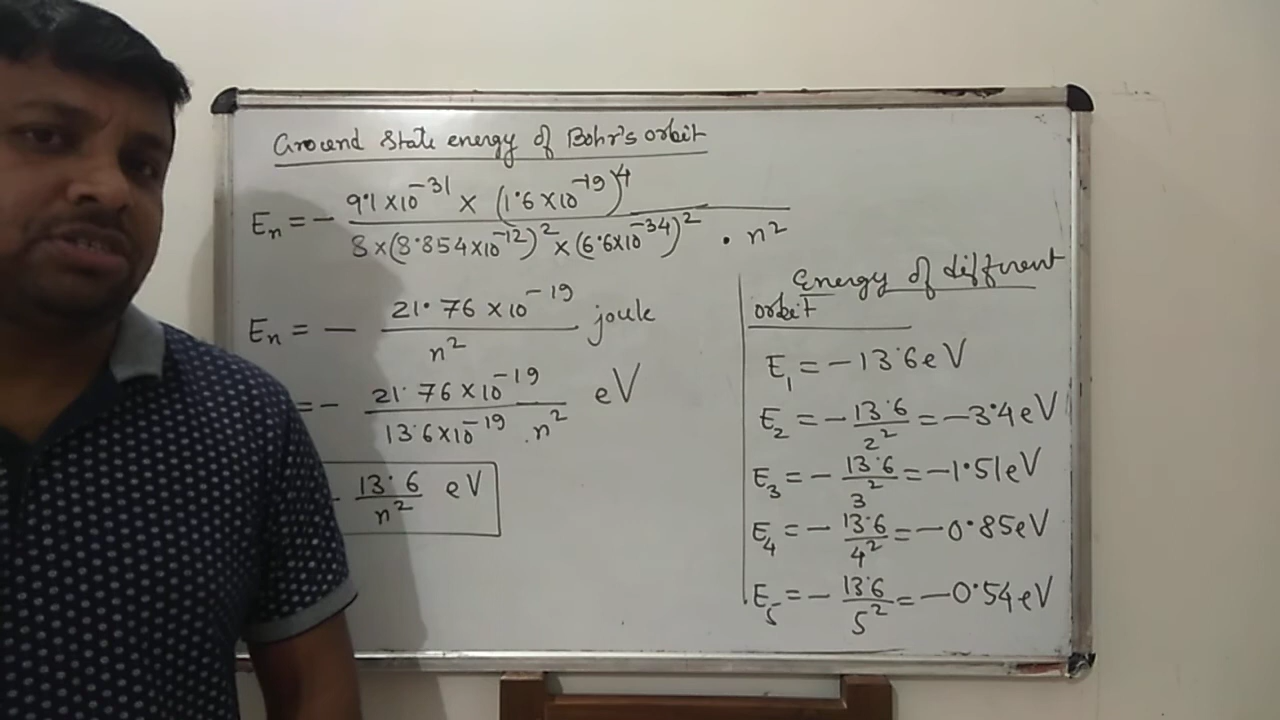 Ground State energy of Bohr's orbit
Eₙ = - 9·1 × 10⁻³¹ × (1·6 × 10⁻¹⁹)⁴ / 8 × (8·854 × 10⁻¹²)² × (6·6 × 10⁻³⁴)² · n²
Eₙ = - 21·76 × 10⁻¹⁹ / n² joule
= - 21·76 × 10⁻¹⁹ / 13·6 × 10⁻¹⁹ · n² eV
- 13·6 / n² eV
Energy of different
orbit
E₁ = - 13·6 eV
E₂ = - 13·6 / 2² = - 3·4 eV
E₃ = - 13·6 / 3² = - 1·51 eV
E₄ = - 13·6 / 4² = - 0·85 eV
E₅ = - 13·6 / 5² = - 0·54 eV